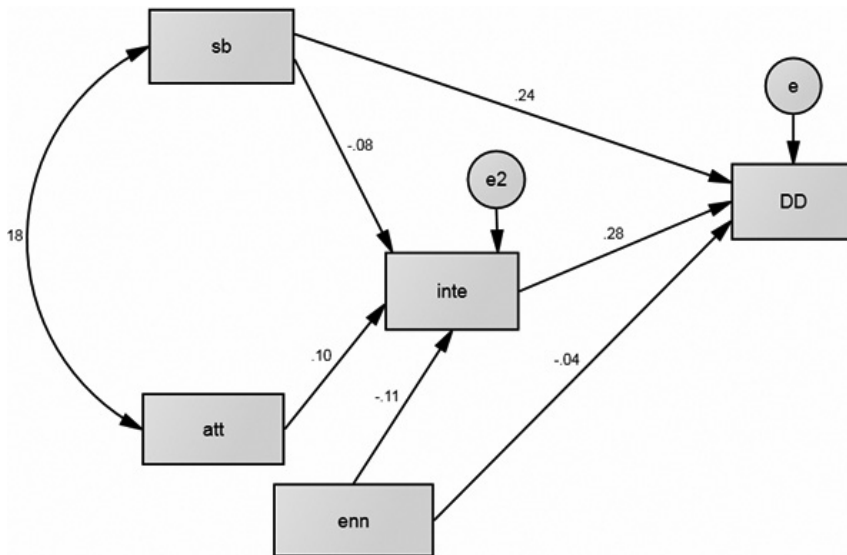 sb
e
.24
-.08
e2
DD
18
.28
inte
.10
-.04
-.11
att
enn